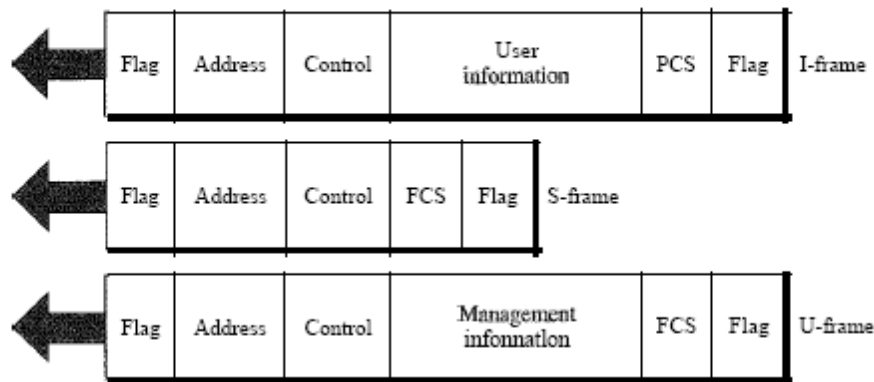 Flag Address Control User information PCS Flag I-frame
Flag Address Control FCS Flag S-frame
Flag Address Control Management infonnatlon FCS Flag U-frame